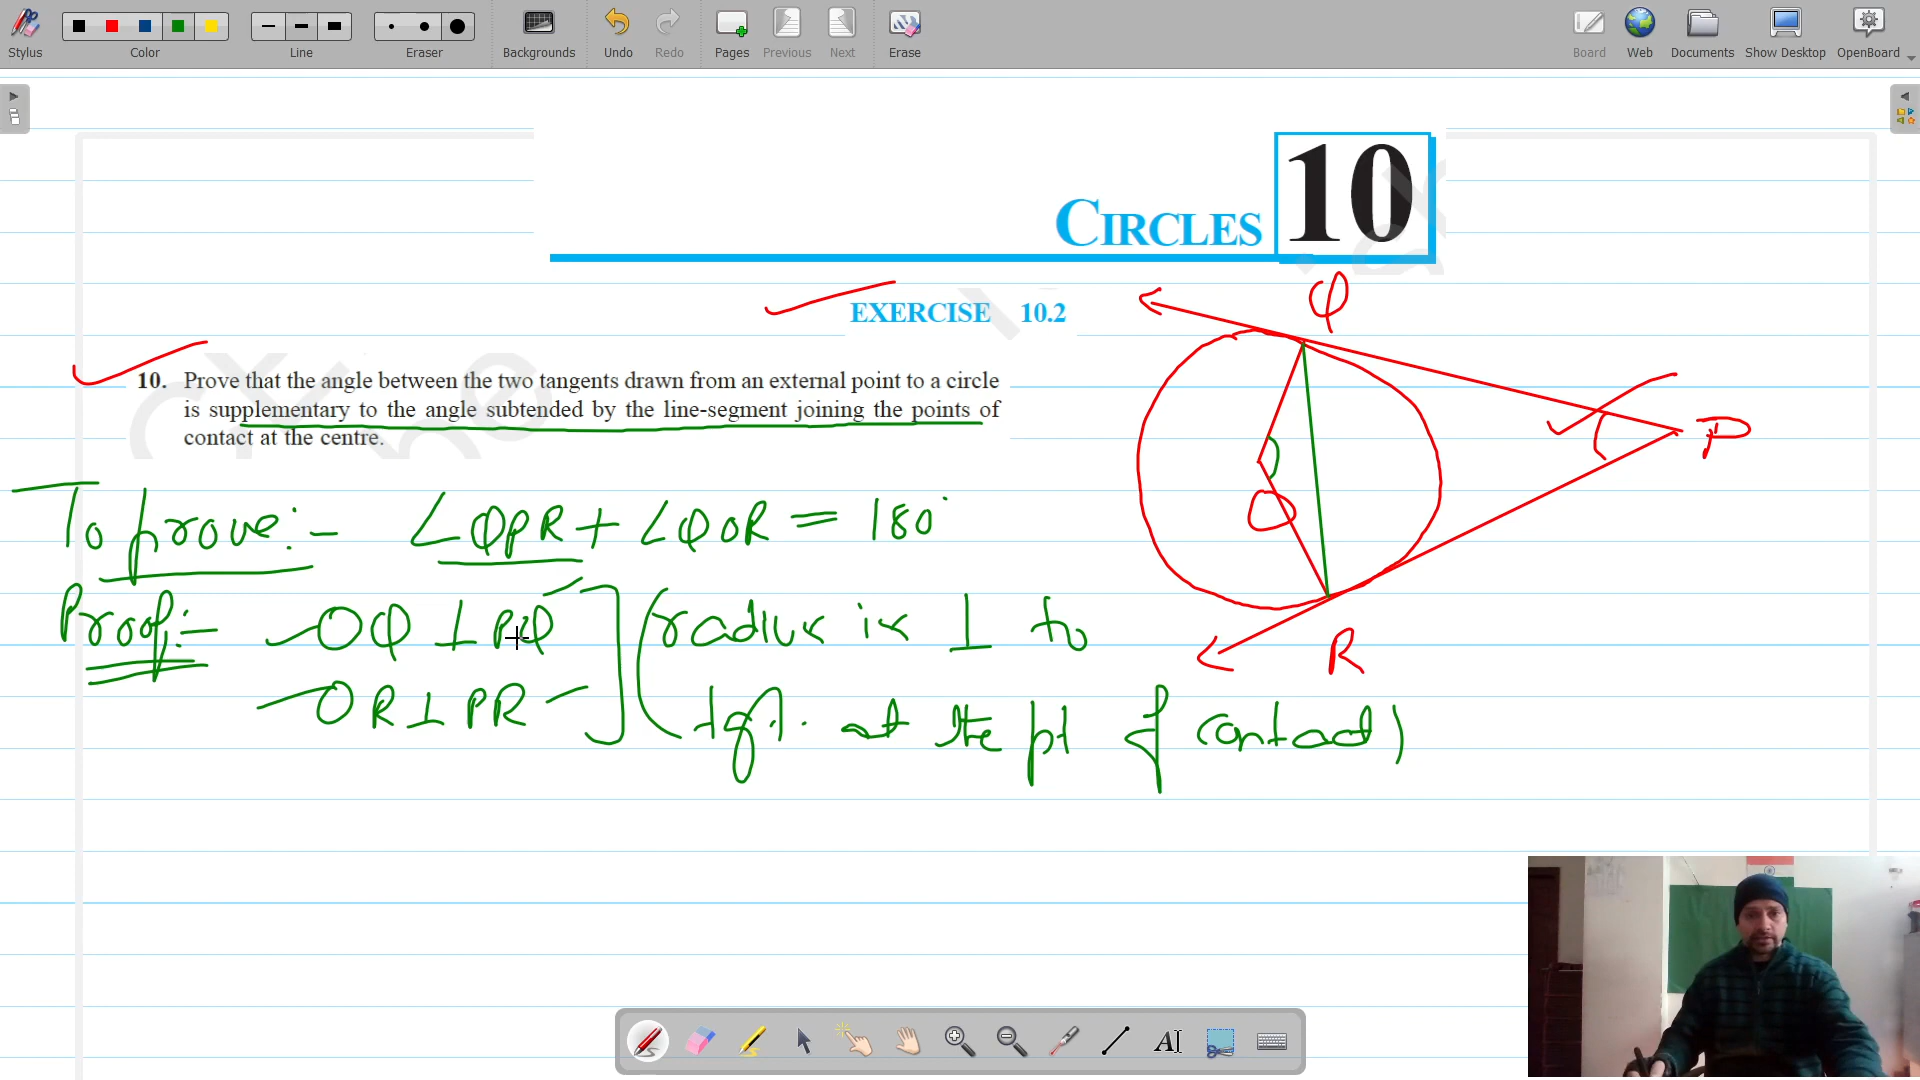 Stylus Color Line Eraser Backgrounds Undo Redo Pages Previous Next Erase Board Web Documents Show Desktop OpenBoard
CIRCLES 10
EXERCISE 10.2
10. Prove that the angle between the two tangents drawn from an external point to a circle
is supplementary to the angle subtended by the line-segment joining the points of
contact at the centre.
Q
P
O
R
To prove:- ∠QPR + ∠QOR = 180°
Proof:- OQ ⊥ PQ (radius is ⊥ to
OR ⊥ PR tgt. at the pt of contact)